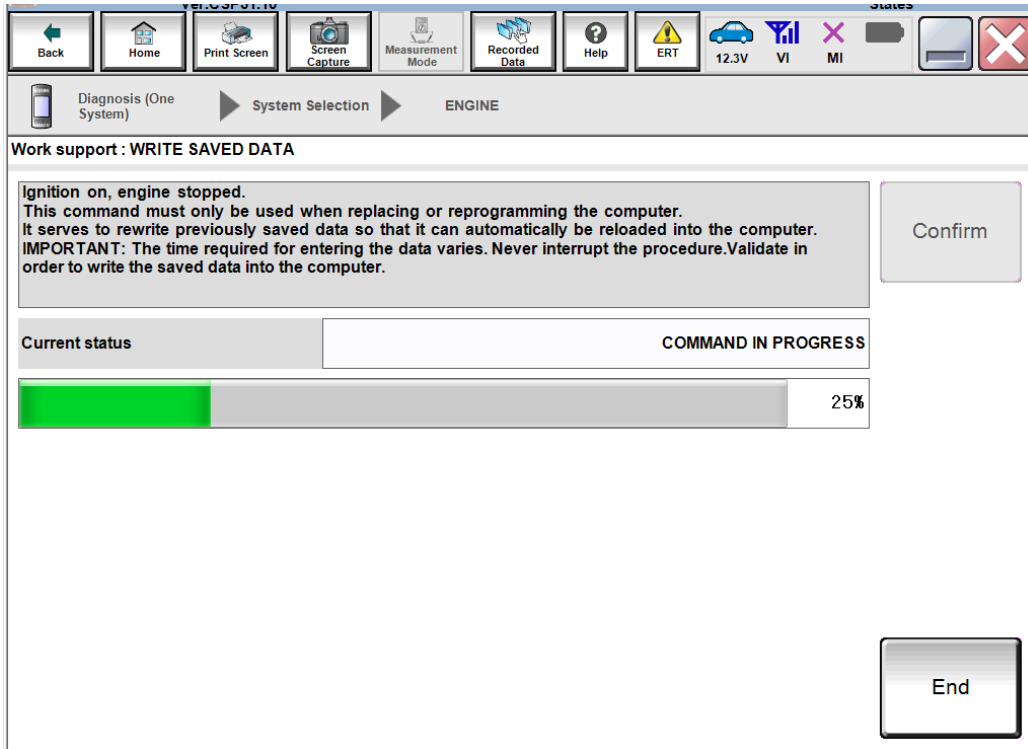 Ver.CSP31.10
States
Back
Home
Print Screen
Screen
Capture
Measurement
Mode
Recorded
Data
Help
ERT
12.3V
VI
MI
Diagnosis (One
System)
System Selection
ENGINE
Work support : WRITE SAVED DATA
Ignition on, engine stopped.
This command must only be used when replacing or reprogramming the computer.
It serves to rewrite previously saved data so that it can automatically be reloaded into the computer.
IMPORTANT: The time required for entering the data varies. Never interrupt the procedure.Validate in
order to write the saved data into the computer.
Confirm
Current status
COMMAND IN PROGRESS
25%
End